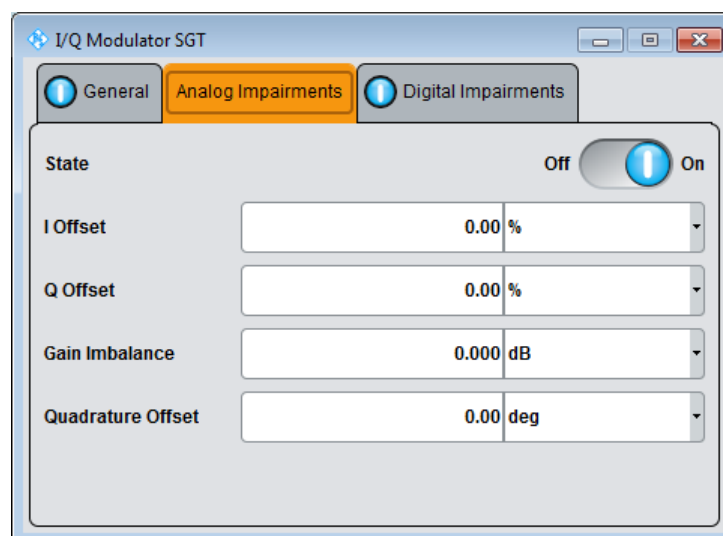 I/Q Modulator SGT
General Analog Impairments Digital Impairments
State Off On
I Offset 0.00 %
Q Offset 0.00 %
Gain Imbalance 0.000 dB
Quadrature Offset 0.00 deg